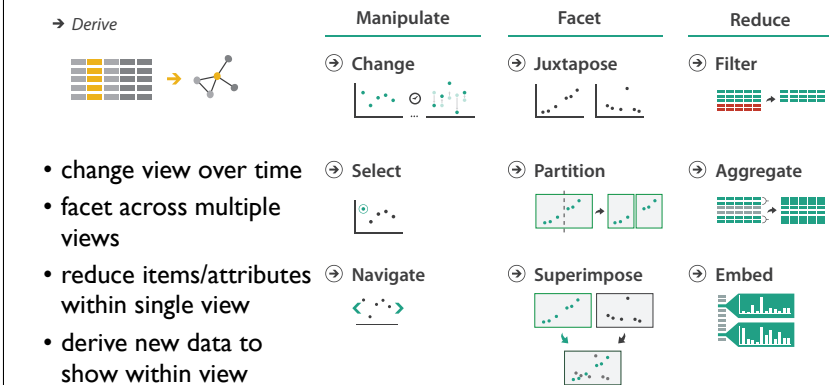 ➔ Derive
Manipulate
Facet
Reduce
Change
Juxtapose
Filter
...
• change view over time
• facet across multiple
views
• reduce items/attributes
within single view
• derive new data to
show within view
Select
Partition
Aggregate
Navigate
Superimpose
Embed